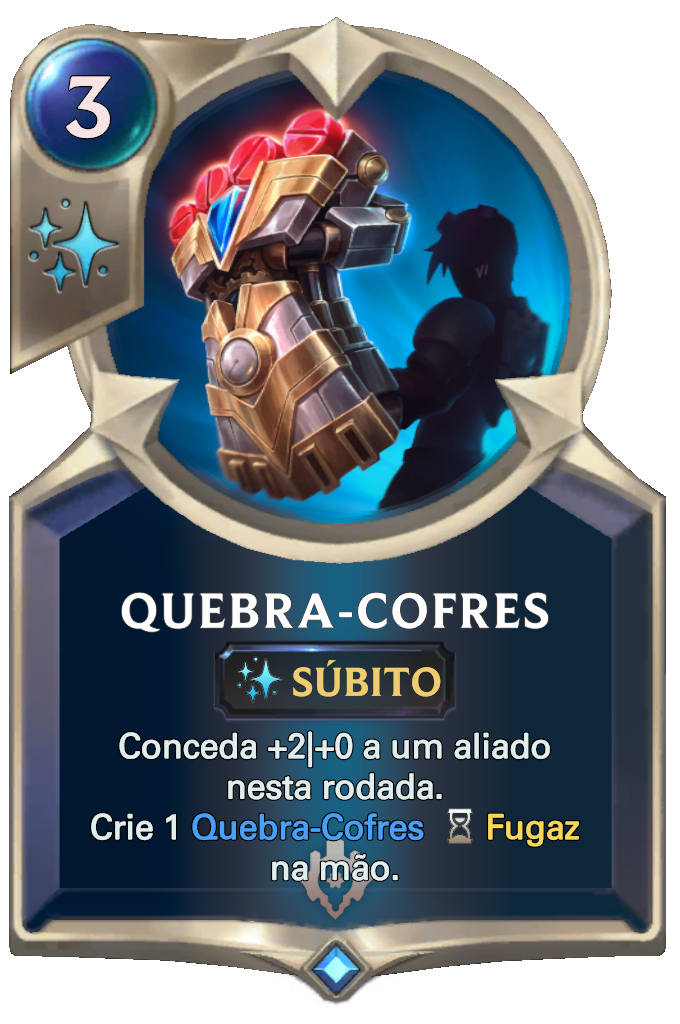 3
QUEBRA-COFRES
SÚBITO
Conceda +2|+0 a um aliado
nesta rodada.
Crie 1 Quebra-Cofres Fugaz
na mão.